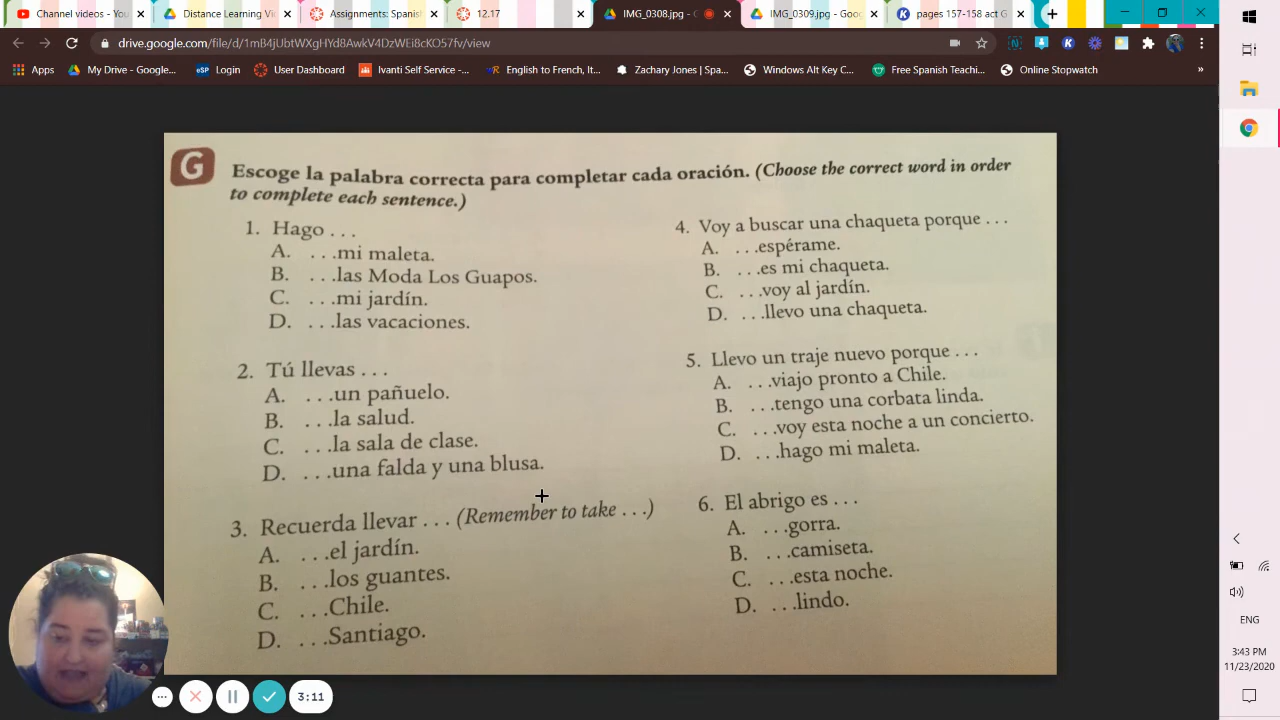 Channel videos - You
Distance Learning Vi
Assignments: Spanis
12.17
IMG_0308.jpg -
IMG_0309.jpg - Goog
pages 157-158 act G
drive.google.com/file/d/1mB4jUbtWXgHYd8AwkV4DzWEi8cKO57fv/view
Apps
My Drive - Google...
Login
User Dashboard
Ivanti Self Service -...
English to French, It...
Zachary Jones | Spa...
Windows Alt Key C...
Free Spanish Teachi...
Online Stopwatch
»
G
Escoge la palabra correcta para completar cada oración. (Choose the correct word in order
to complete each sentence.)
1. Hago . . .
A. . . .mi maleta.
B. . . .las Moda Los Guapos.
C. . . .mi jardín.
D. . . .las vacaciones.
2. Tú llevas . . .
A. . . .un pañuelo.
B. . . .la salud.
C. . . .la sala de clase.
D. . . .una falda y una blusa.
3. Recuerda llevar . . . (Remember to take . . .)
A. . . .el jardín.
B. . . .los guantes.
C. . . .Chile.
D. . . .Santiago.
4. Voy a buscar una chaqueta porque . . .
A. . . .espérame.
B. . . .es mi chaqueta.
C. . . .voy al jardín.
D. . . .llevo una chaqueta.
5. Llevo un traje nuevo porque . . .
A. . . .viajo pronto a Chile.
B. . . .tengo una corbata linda.
C. . . .voy esta noche a un concierto.
D. . . .hago mi maleta.
6. El abrigo es . . .
A. . . .gorra.
B. . . .camiseta.
C. . . .esta noche.
D. . . .lindo.
3:11
ENG
3:43 PM
11/23/2020